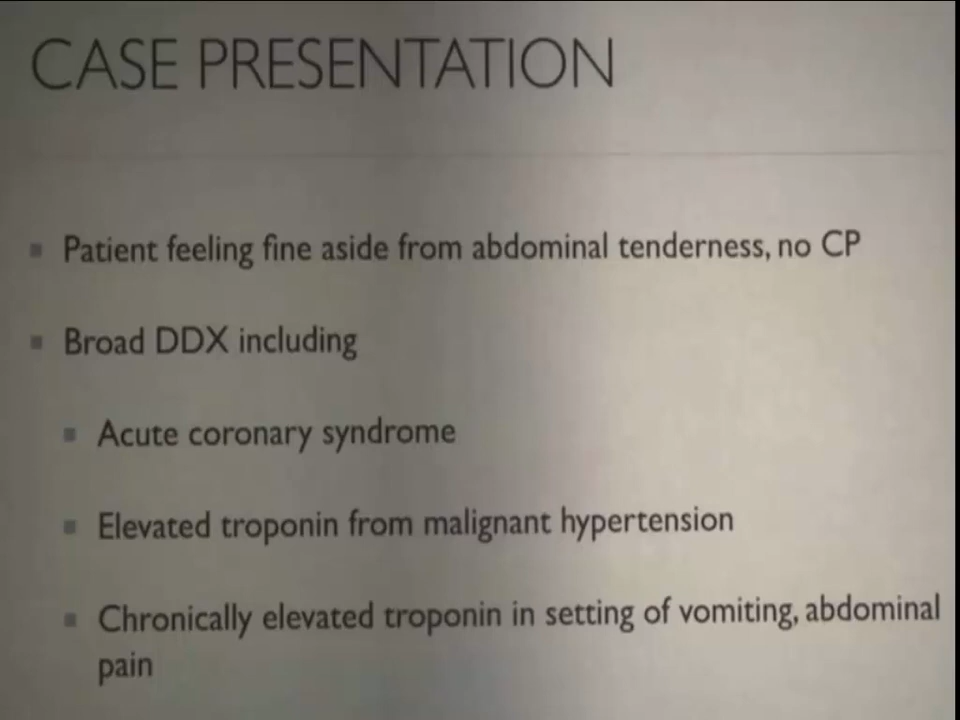 CASE PRESENTATION
Patient feeling fine aside from abdominal tenderness, no CP
Broad DDX including
Acute coronary syndrome
Elevated troponin from malignant hypertension
Chronically elevated troponin in setting of vomiting, abdominal
pain